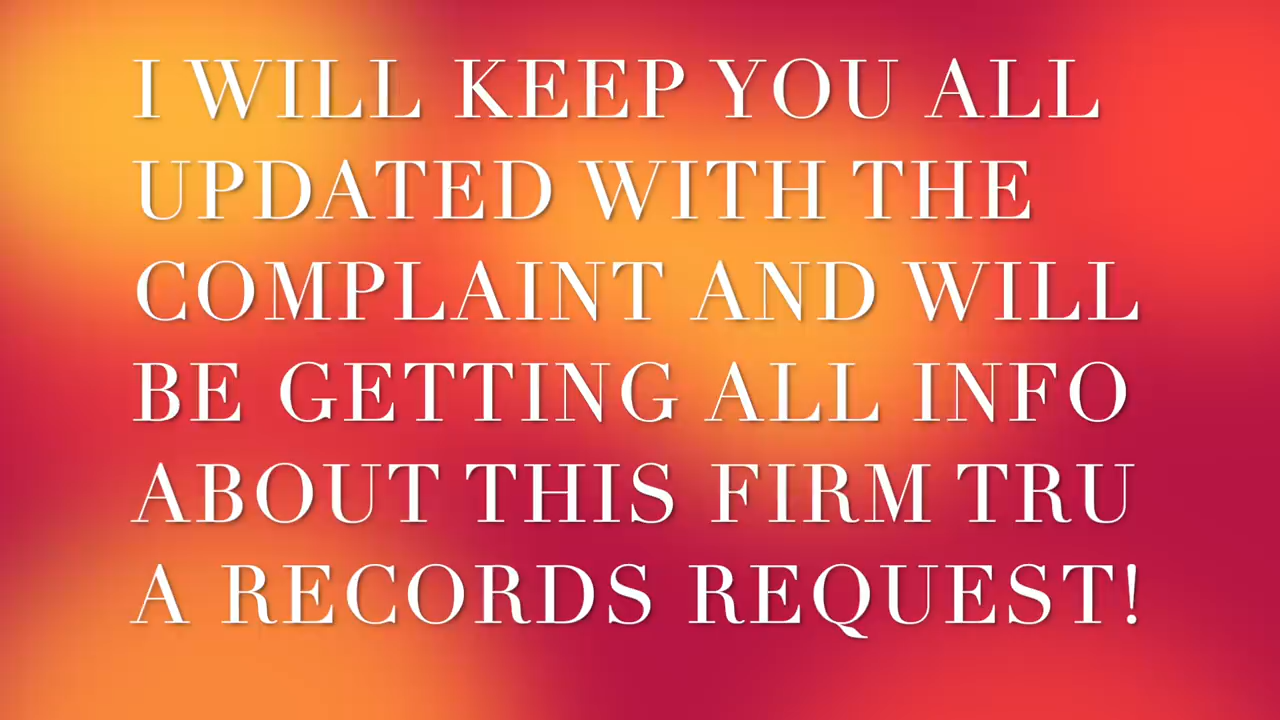 I WILL KEEP YOU ALL
UPDATED WITH THE
COMPLAINT AND WILL
BE GETTING ALL INFO
ABOUT THIS FIRM TRU
A RECORDS REQUEST!